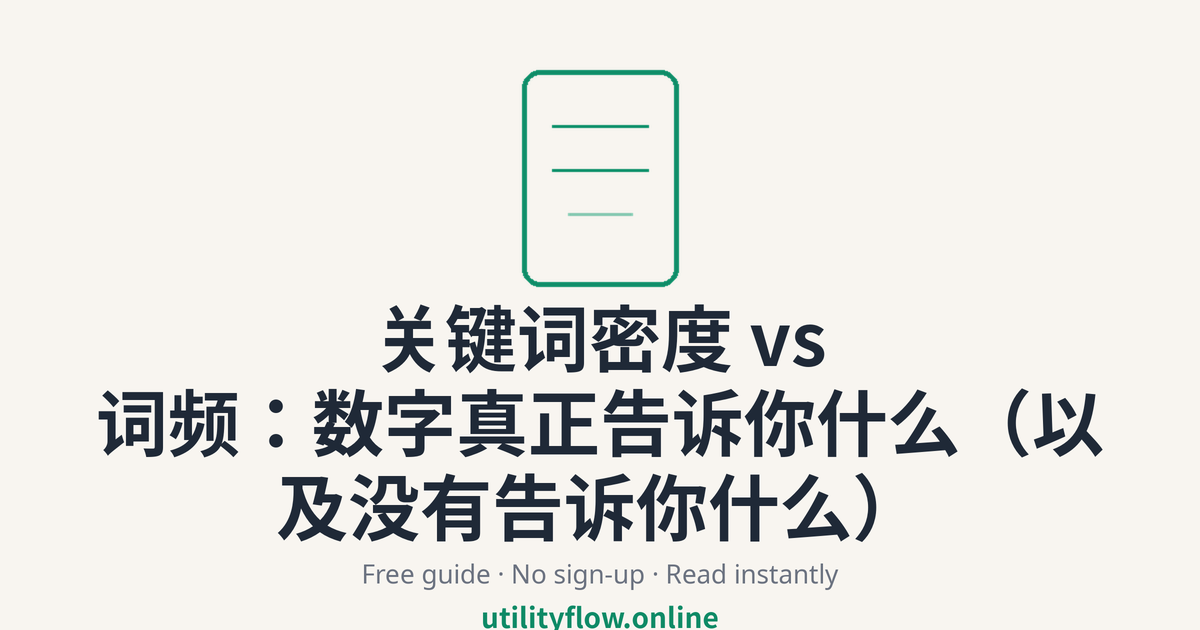 关键词密度 vs
词频：数字真正告诉你什么（以
及没有告诉你什么）
Free guide · No sign-up · Read instantly
utilityflow.online